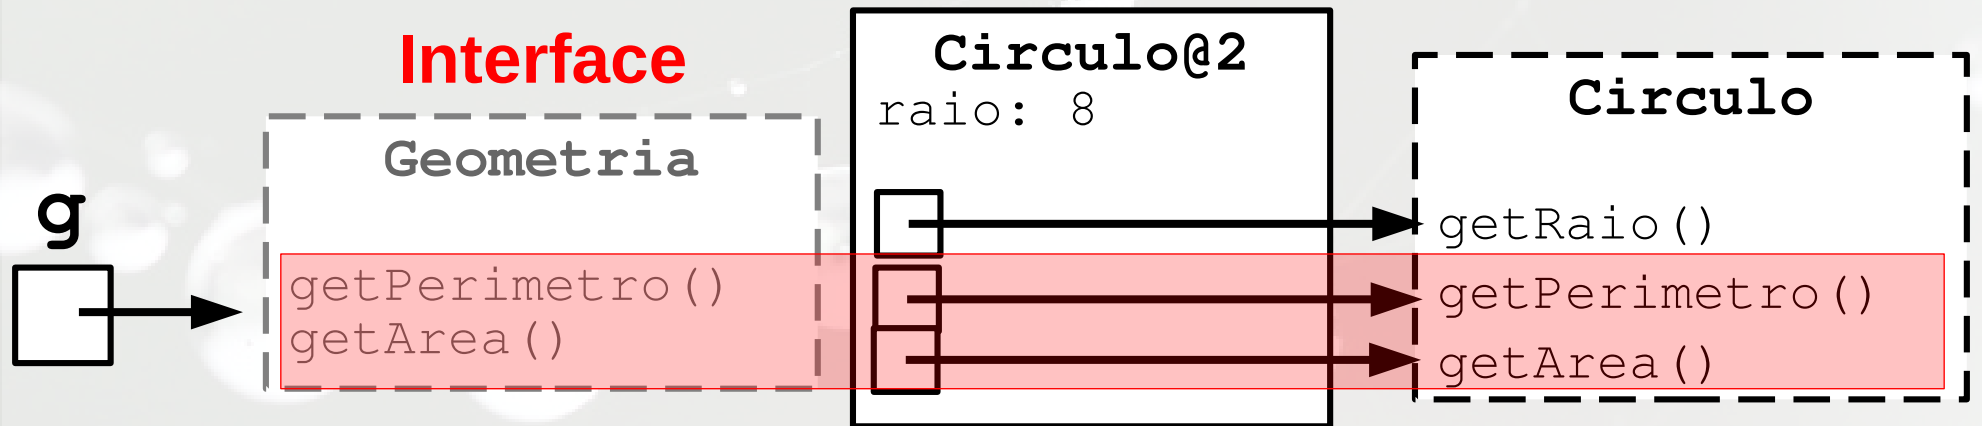 g
Interface
Geometria
getPerimetro()
getArea()
Circulo@2
raio: 8
Circulo
getRaio()
getPerimetro()
getArea()